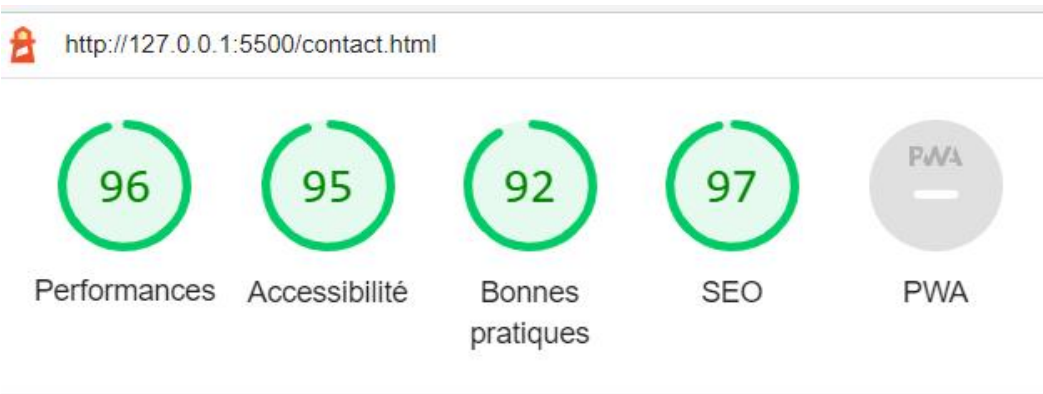 http://127.0.0.1:5500/contact.html
96 95 92 97 PWA
Performances Accessibilité Bonnes pratiques SEO PWA